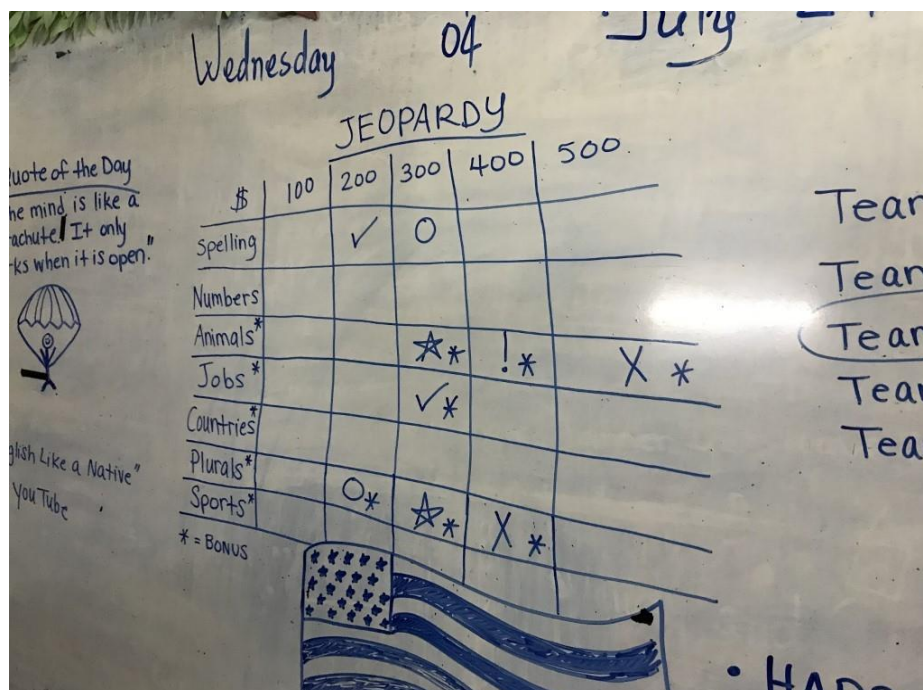 Wednesday 04 July
JEOPARDY
$ 100 200 300 400 500
Spelling ✓ O
Numbers
Animals* ☆* !* X *
Jobs* ✓*
Countries*
Plurals*
Sports* O* ☆* X *
* = BONUS
uote of the Day
he mind is like a
achute. It only
ks when it is open."
glish Like a Native"
YouTube
Tear
Tear
Tear
Tea
Tea